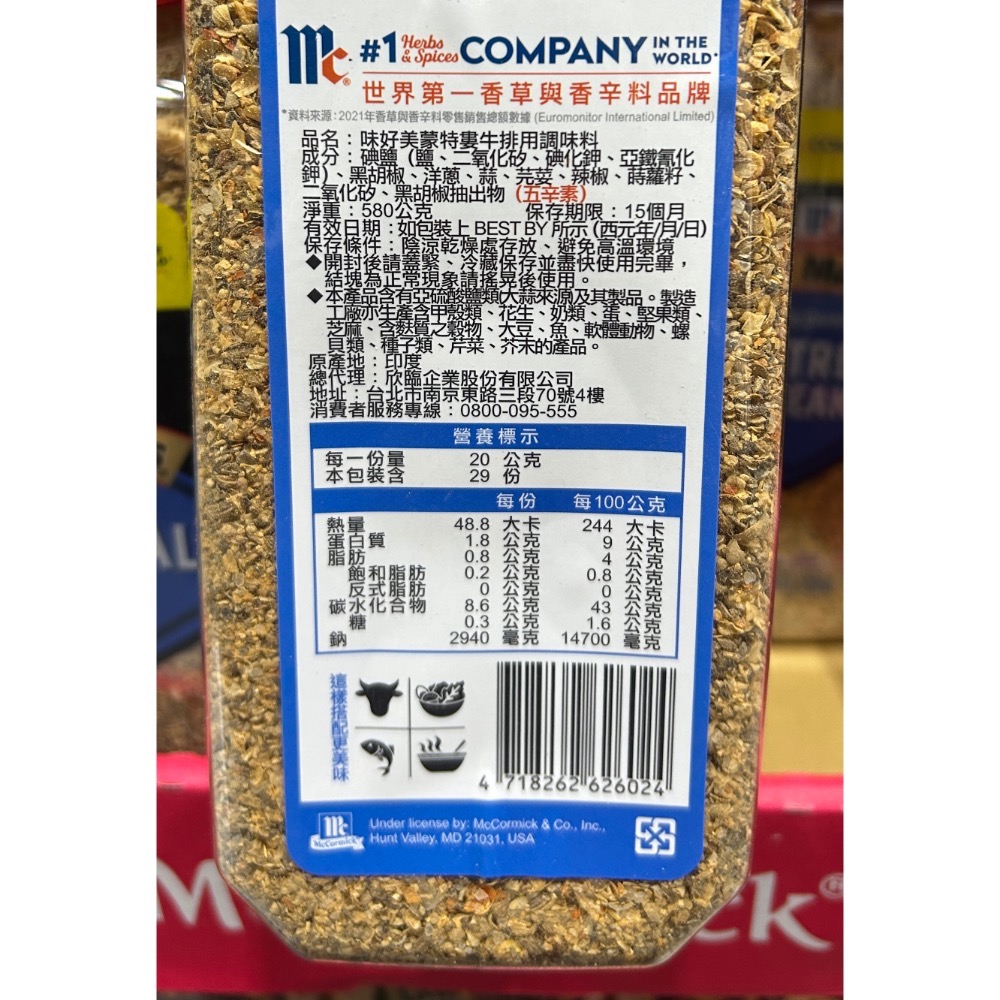 Mc® #1 Herbs & Spices COMPANY IN THE WORLD*
世界第一香草與香辛料品牌
*資料來源:2021年香草與香辛料零售銷售總額數據 (Euromonitor International Limited)
品名：味好美蒙特婁牛排用調味料
成分：碘鹽（鹽、二氧化矽、碘化鉀、亞鐵氰化
鉀）、黑胡椒、洋蔥、蒜、芫荽、辣椒、蒔蘿籽、
二氧化矽、黑胡椒抽出物（五辛素）
淨重：580公克 保存期限：15個月
有效日期：如包裝上 BEST BY 所示 (西元年/月/日)
保存條件：陰涼乾燥處存放、避免高溫環境
◆開封後請蓋緊、冷藏保存並盡快使用完畢，
結塊為正常現象請搖晃後使用。
◆本產品含有亞硫酸鹽類(大蒜來源)及其製品。製造
工廠亦生產含甲殼類、花生、奶類、蛋、堅果類、
芝麻、含麩質之穀物、大豆、魚、軟體動物、螺
貝類、種子類、芹菜、芥末的產品。
原產地：印度
總代理：欣臨企業股份有限公司
地址：台北市南京東路三段70號4樓
消費者服務專線：0800-095-555
營養標示
每一份量 20 公克
本包裝含 29 份
每份 每100公克
熱量 48.8 大卡 244 大卡
蛋白質 1.8 公克 9 公克
脂肪 0.8 公克 4 公克
飽和脂肪 0.2 公克 0.8 公克
反式脂肪 0 公克 0 公克
碳水化合物 8.6 公克 43 公克
糖 0.3 公克 1.6 公克
鈉 2940 毫克 14700 毫克
這樣搭配更美味
4 718262 626024
Mc McCormick
Under license by: McCormick & Co., Inc.,
Hunt Valley, MD 21031, USA
M ck®